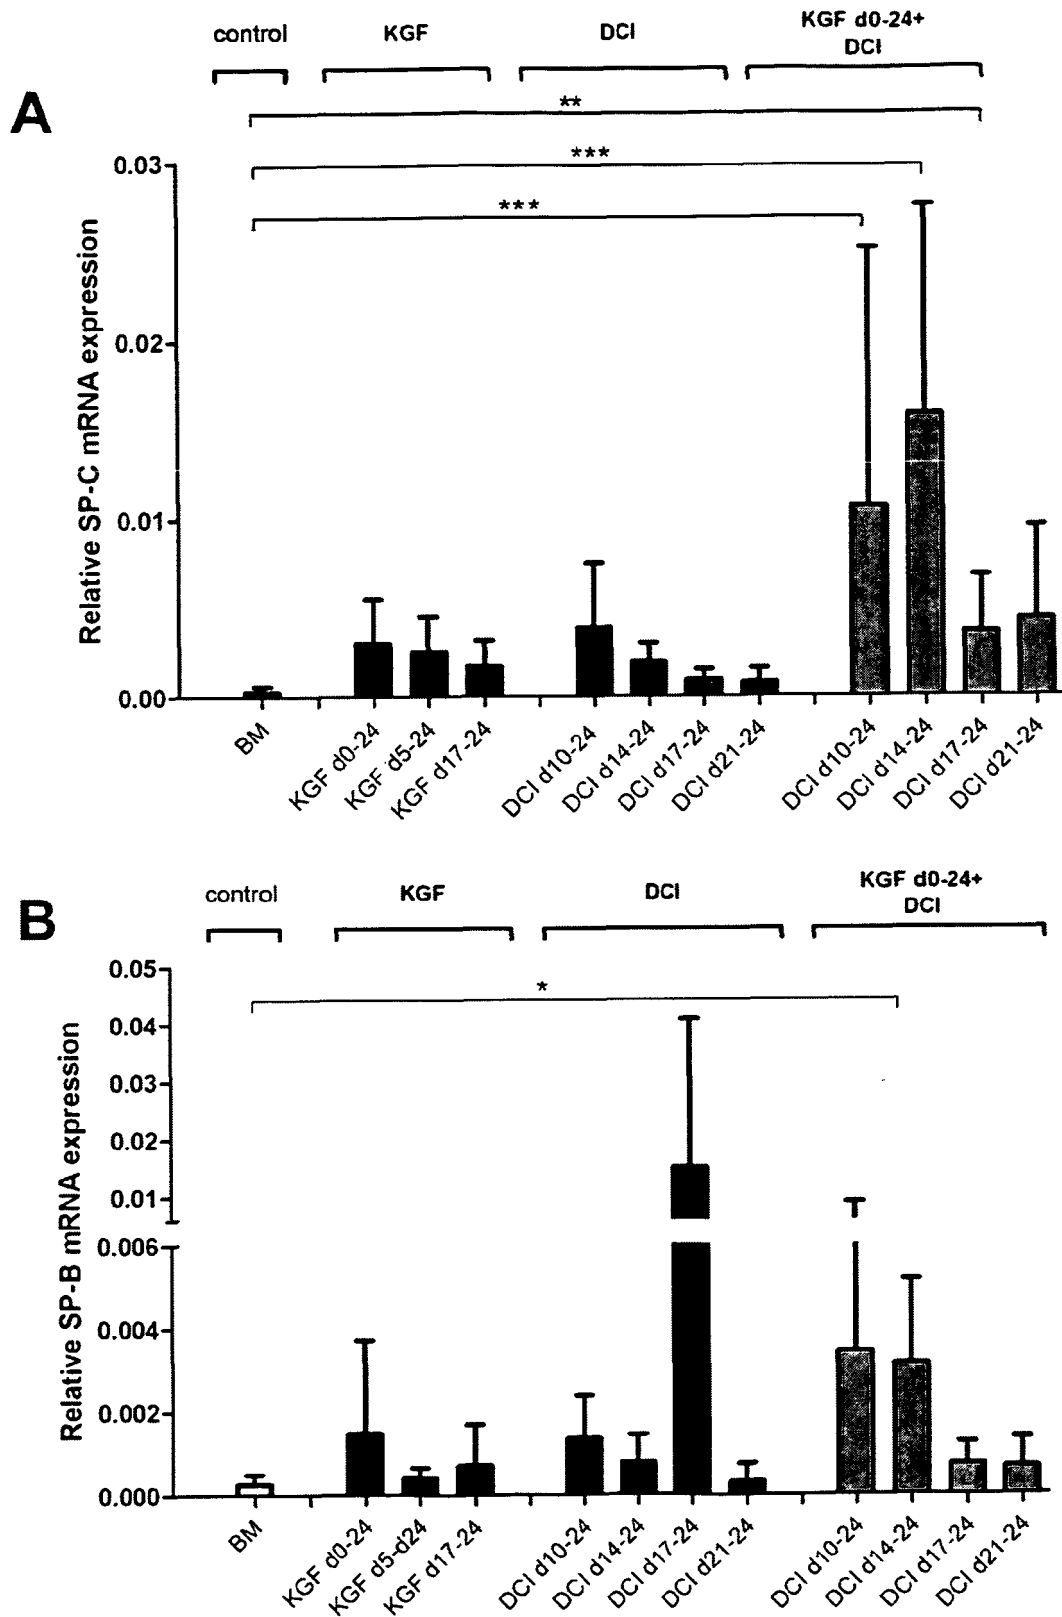 control
KGF
DCI
KGF d0-24+
DCI
A
**
***
***
0.03
0.02
0.01
0.00
Relative SP-C mRNA expression
BM
KGF d0-24
KGF d5-24
KGF d17-24
DCI d10-24
DCI d14-24
DCI d17-24
DCI d21-24
DCI d10-24
DCI d14-24
DCI d17-24
DCI d21-24
control
KGF
DCI
KGF d0-24+
DCI
B
*
0.05
0.04
0.03
0.02
0.01
0.006
0.004
0.002
0.000
Relative SP-B mRNA expression
BM
KGF d0-24
KGF d5-d24
KGF d17-24
DCI d10-24
DCI d14-24
DCI d17-24
DCI d21-24
DCI d10-24
DCI d14-24
DCI d17-24
DCI d21-24